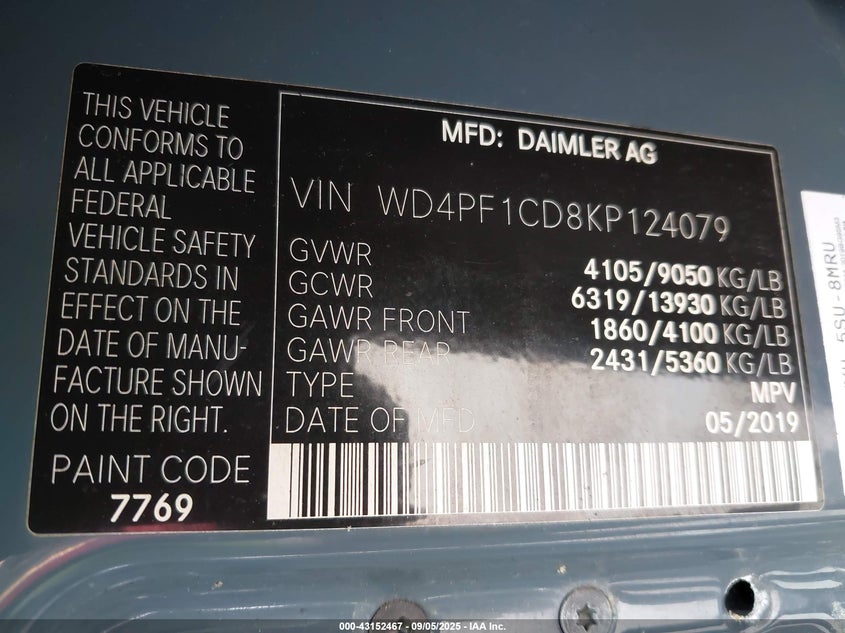 THIS VEHICLE
CONFORMS TO
ALL APPLICABLE
FEDERAL
VEHICLE SAFETY
STANDARDS IN
EFFECT ON THE
DATE OF MANU-
FACTURE SHOWN
ON THE RIGHT.
PAINT CODE
7769
MFD: DAIMLER AG
VIN WD4PF1CD8KP124079
GVWR 4105/9050 KG/LB
GCWR 6319/13930 KG/LB
GAWR FRONT 1860/4100 KG/LB
GAWR REAR 2431/5360 KG/LB
TYPE MPV
DATE OF MFD 05/2019
5SU-8MRU
000-43152467 - 09/05/2025 - IAA Inc.